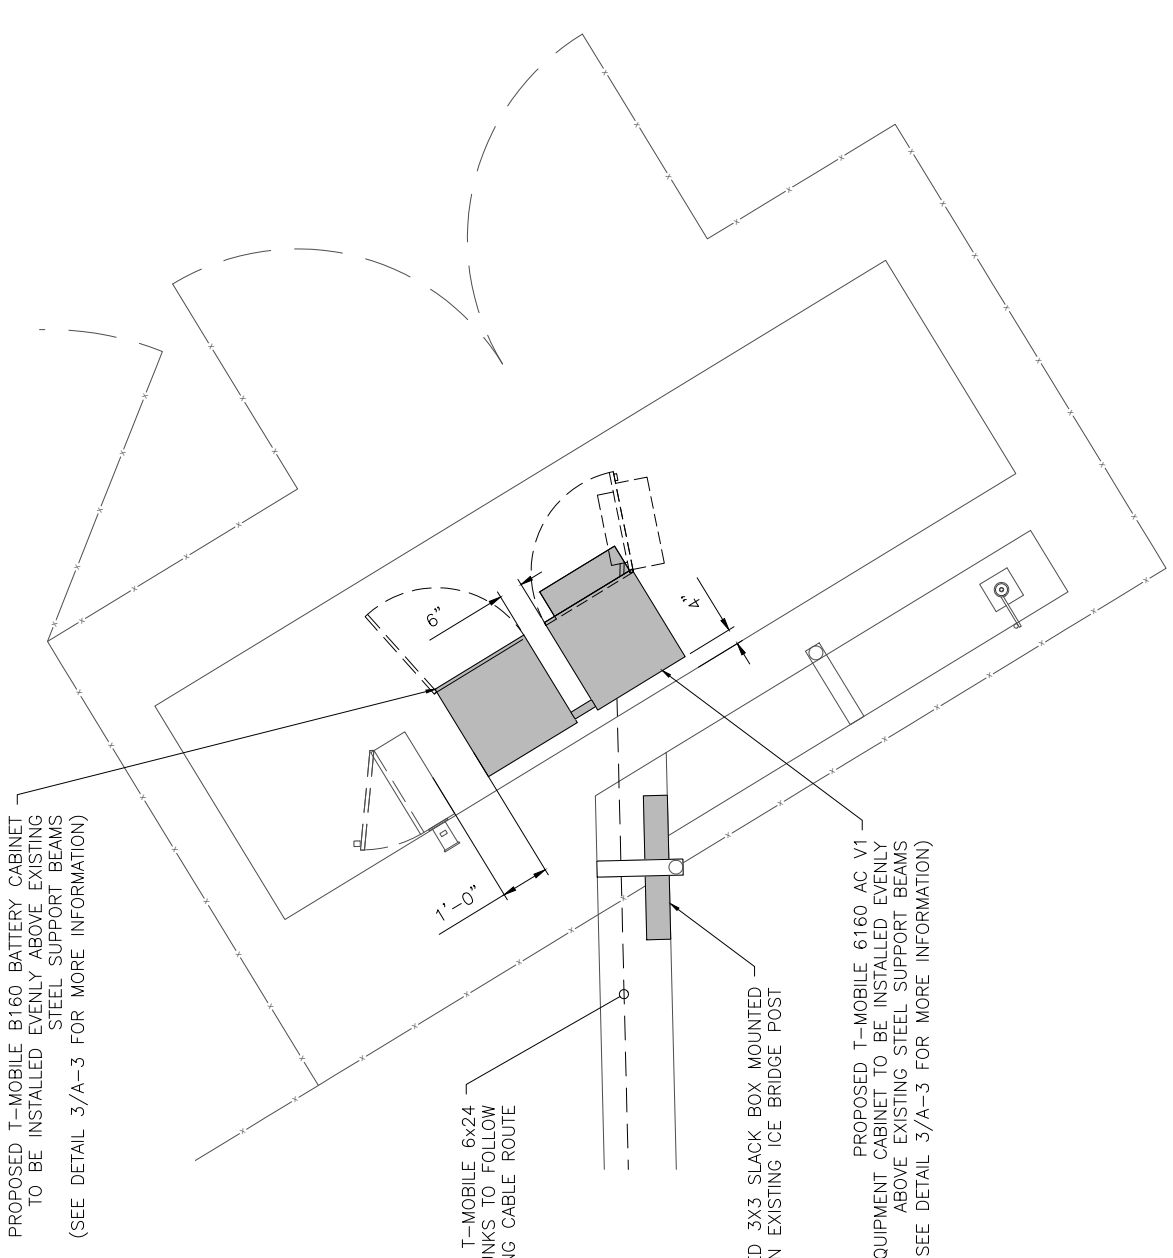 6"
4"
1'-0"
PROPOSED T-MOBILE B160 BATTERY CABINET
TO BE INSTALLED EVENLY ABOVE EXISTING
STEEL SUPPORT BEAMS
(SEE DETAIL 3/A-3 FOR MORE INFORMATION)
T-MOBILE 6x24
TO FOLLOW
CABLE ROUTE
3X3 SLACK BOX MOUNTED
EXISTING ICE BRIDGE POST
PROPOSED T-MOBILE 6160 AC V1
CABINET TO BE INSTALLED EVENLY
ABOVE EXISTING STEEL SUPPORT BEAMS
SEE DETAIL 3/A-3 FOR MORE INFORMATION)